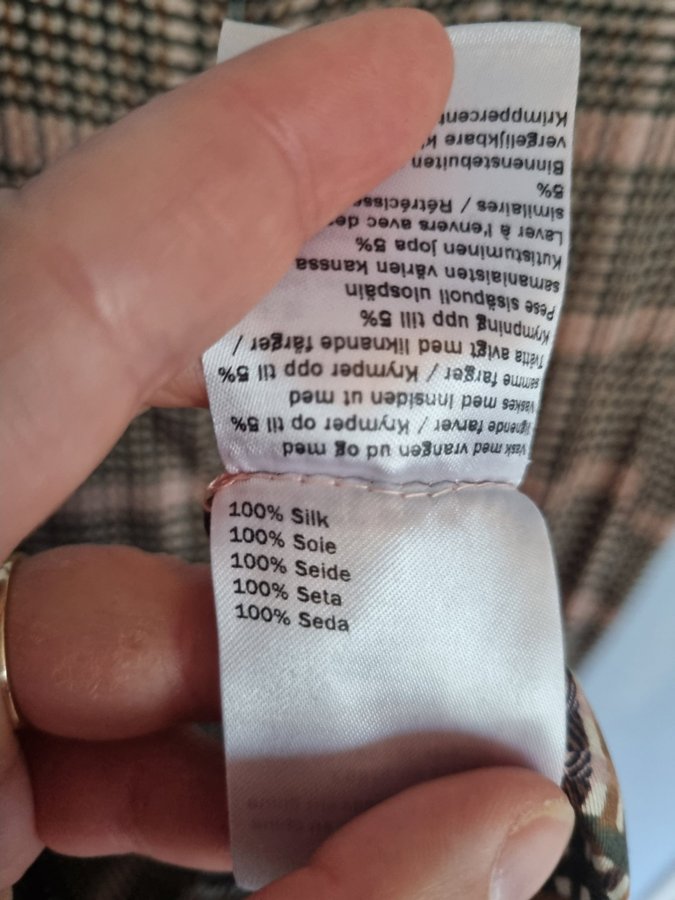 Vask med vrangen ud og med
lignende farver / Krymper op til 5%
Vaskes med innsiden ut med
samme farger / Krymper opp til 5%
Tvätta avigt med liknande färger /
Krympning upp till 5%
Pese sisäpuoli ulospäin
samanlaisten värien kanssa
Kutistuminen jopa 5%
Laver à l'envers avec
similaires /
5%
Binnenstebuiten
vergelijkbare
100% Silk
100% Soie
100% Seide
100% Seta
100% Seda